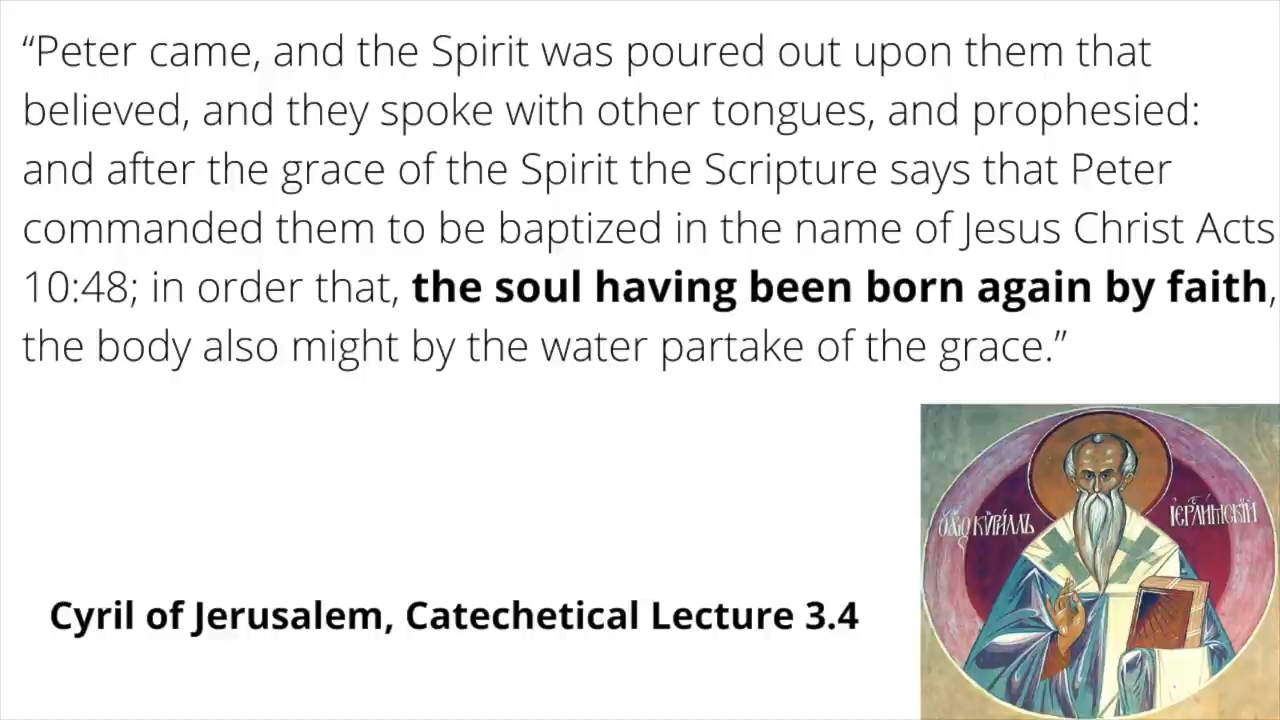 “Peter came, and the Spirit was poured out upon them that
believed, and they spoke with other tongues, and prophesied:
and after the grace of the Spirit the Scripture says that Peter
commanded them to be baptized in the name of Jesus Christ Acts
10:48; in order that, the soul having been born again by faith,
the body also might by the water partake of the grace.”
Cyril of Jerusalem, Catechetical Lecture 3.4